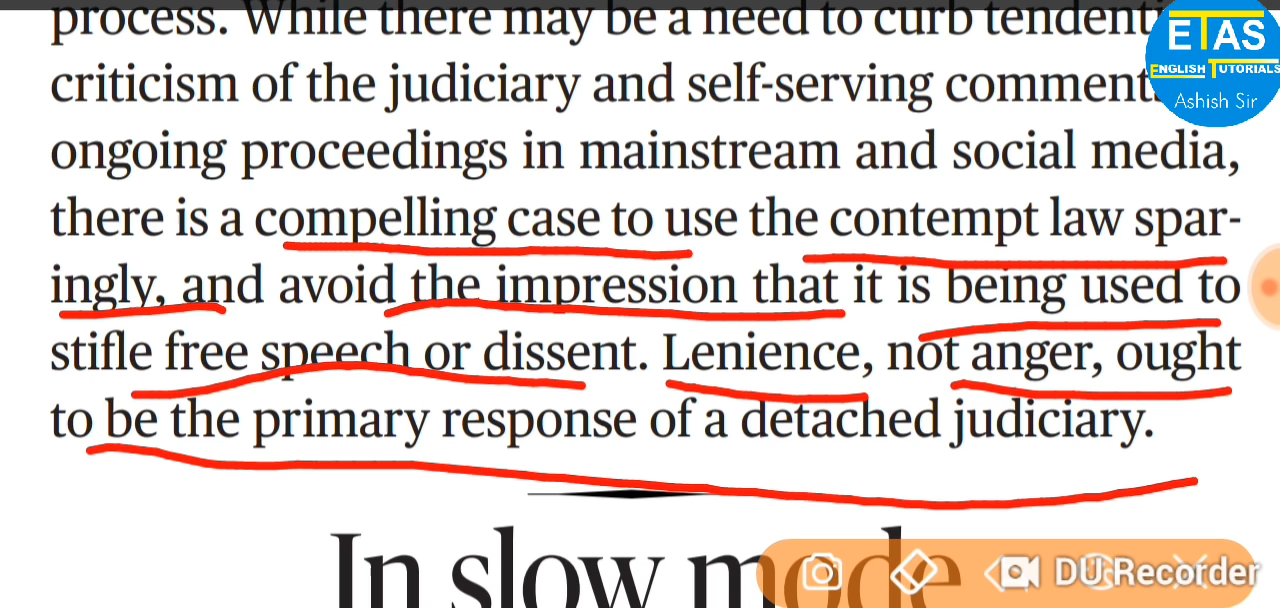 process. While there may be a need to curb
criticism of the judiciary and self-serving
ongoing proceedings in mainstream and social media,
there is a compelling case to use the contempt law spar-
ingly, and avoid the impression that it is being used to
stifle free speech or dissent. Lenience, not anger, ought
to be the primary response of a detached judiciary.
In slow mode
ETAS
ENGLISH TUTORIALS
Ashish Sir
DU Recorder